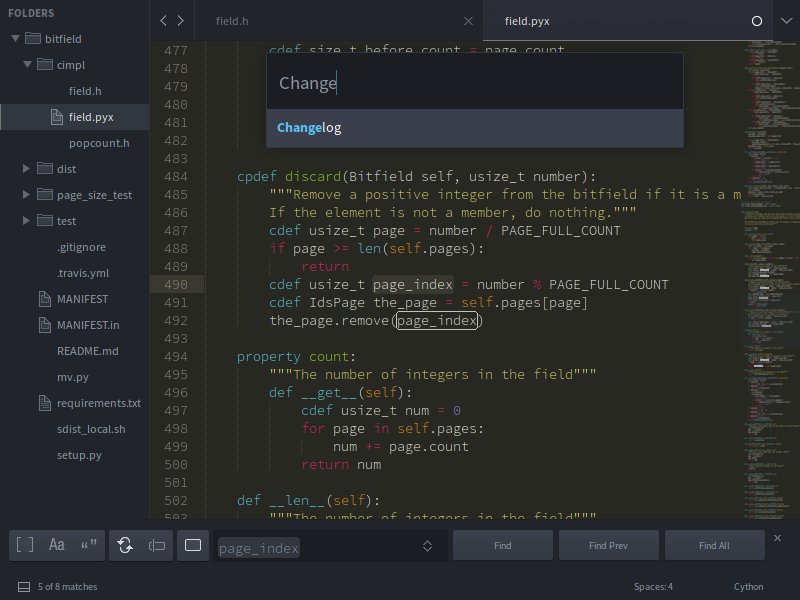 FOLDERS
bitfield
cimpl
field.h
field.pyx
popcount.h
dist
page_size_test
test
.gitignore
.travis.yml
MANIFEST
MANIFEST.in
README.md
mv.py
requirements.txt
sdist_local.sh
setup.py
field.h
field.pyx
Change
Changelog
477 cdef size_t before_count = page.count
478
479
480
481
482
483
484 cpdef discard(Bitfield self, usize_t number):
485 """Remove a positive integer from the bitfield if it is a m
486 If the element is not a member, do nothing."""
487 cdef usize_t page = number / PAGE_FULL_COUNT
488 if page >= len(self.pages):
489 return
490 cdef usize_t page_index = number % PAGE_FULL_COUNT
491 cdef IdsPage the_page = self.pages[page]
492 the_page.remove(page_index)
493
494 property count:
495 """The number of integers in the field"""
496 def __get__(self):
497 cdef usize_t num = 0
498 for page in self.pages:
499 num += page.count
500 return num
501
502 def __len__(self):
503 """The number of integers in the field"""
[ ] Aa “”
page_index
Find
Find Prev
Find All
5 of 8 matches
Spaces: 4
Cython